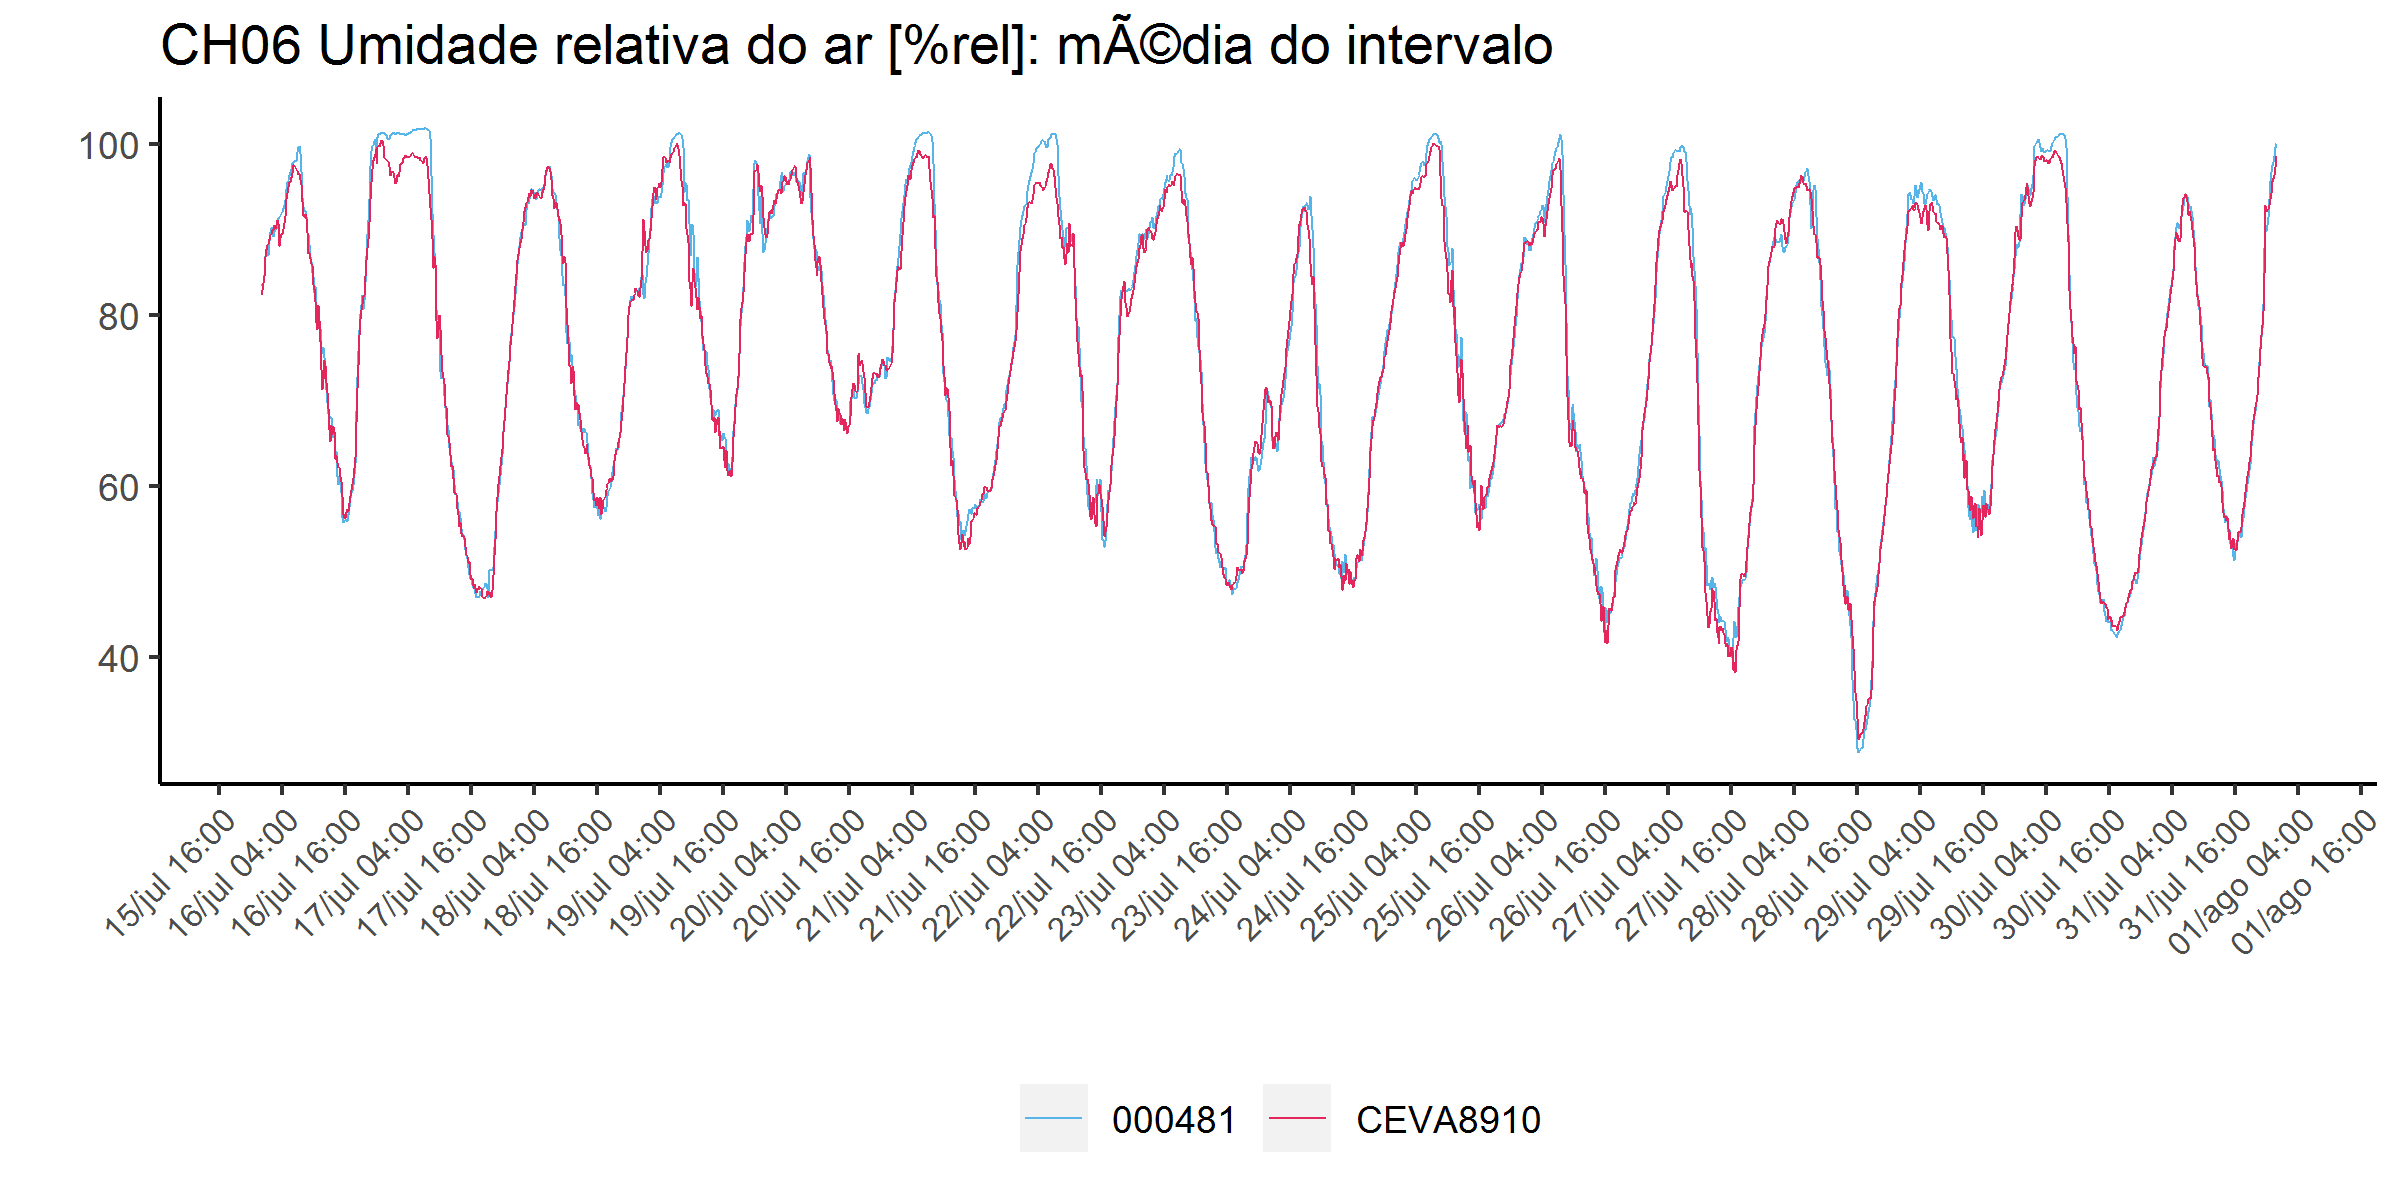 CH06 Umidade relativa do ar [%rel]: mÃ©dia do intervalo
100
80
60
40
15/jul 16:00
16/jul 04:00
16/jul 16:00
17/jul 04:00
17/jul 16:00
18/jul 04:00
18/jul 16:00
19/jul 04:00
19/jul 16:00
20/jul 04:00
20/jul 16:00
21/jul 04:00
21/jul 16:00
22/jul 04:00
22/jul 16:00
23/jul 04:00
23/jul 16:00
24/jul 04:00
24/jul 16:00
25/jul 04:00
25/jul 16:00
26/jul 04:00
26/jul 16:00
27/jul 04:00
27/jul 16:00
28/jul 04:00
28/jul 16:00
29/jul 04:00
29/jul 16:00
30/jul 04:00
30/jul 16:00
31/jul 04:00
31/jul 16:00
01/ago 04:00
01/ago 16:00
000481
CEVA8910